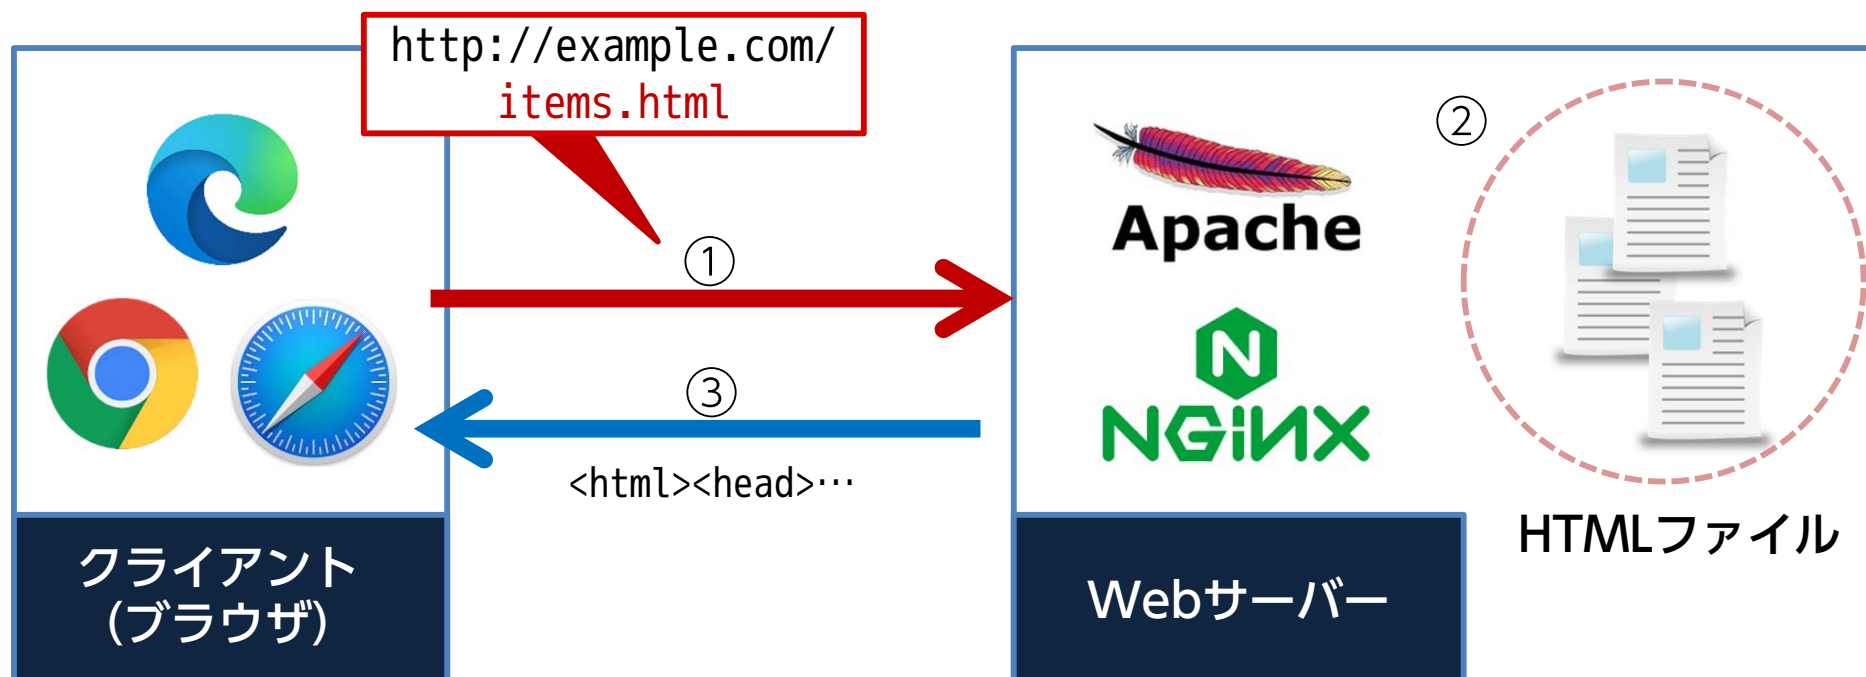 http://example.com/
items.html
①
②
Apache
NGiNX
③
<html><head>…
クライアント
(ブラウザ)
Webサーバー
HTMLファイル